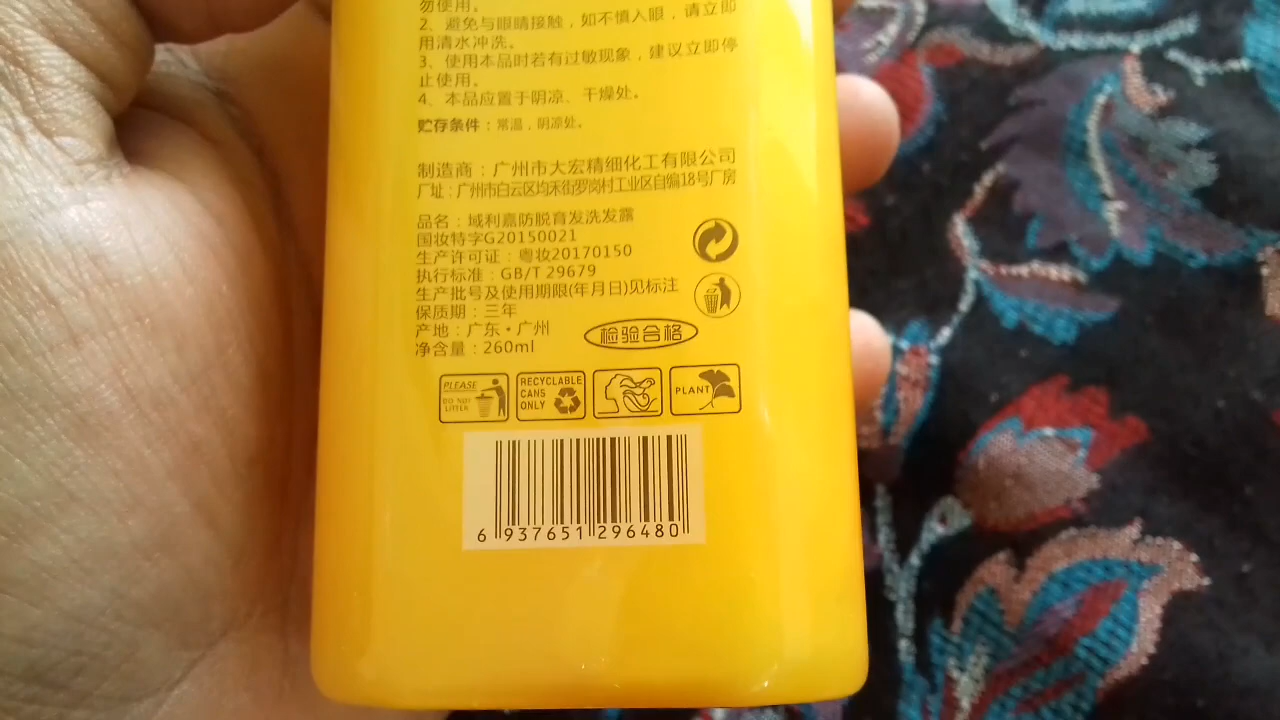 勿使用。
2、避免与眼睛接触，如不慎入眼，请立即
用清水冲洗。
3、使用本品时若有过敏现象，建议立即停
止使用。
4、本品应置于阴凉、干燥处。
贮存条件：常温，阴凉处。
制造商：广州市大宏精细化工有限公司
厂址：广州市白云区均禾街罗岗村工业区自编18号厂房
品名：域利嘉防脱育发洗发露
国妆特字G20150021
生产许可证：粤妆20170150
执行标准：GB/T 29679
生产批号及使用期限(年月日)见标注
保质期：三年
产地：广东·广州
净含量：260ml
检验合格
PLEASE
DO NOT
LITTER
RECYCLABLE
CANS
ONLY
PLANT
6 937651 296480